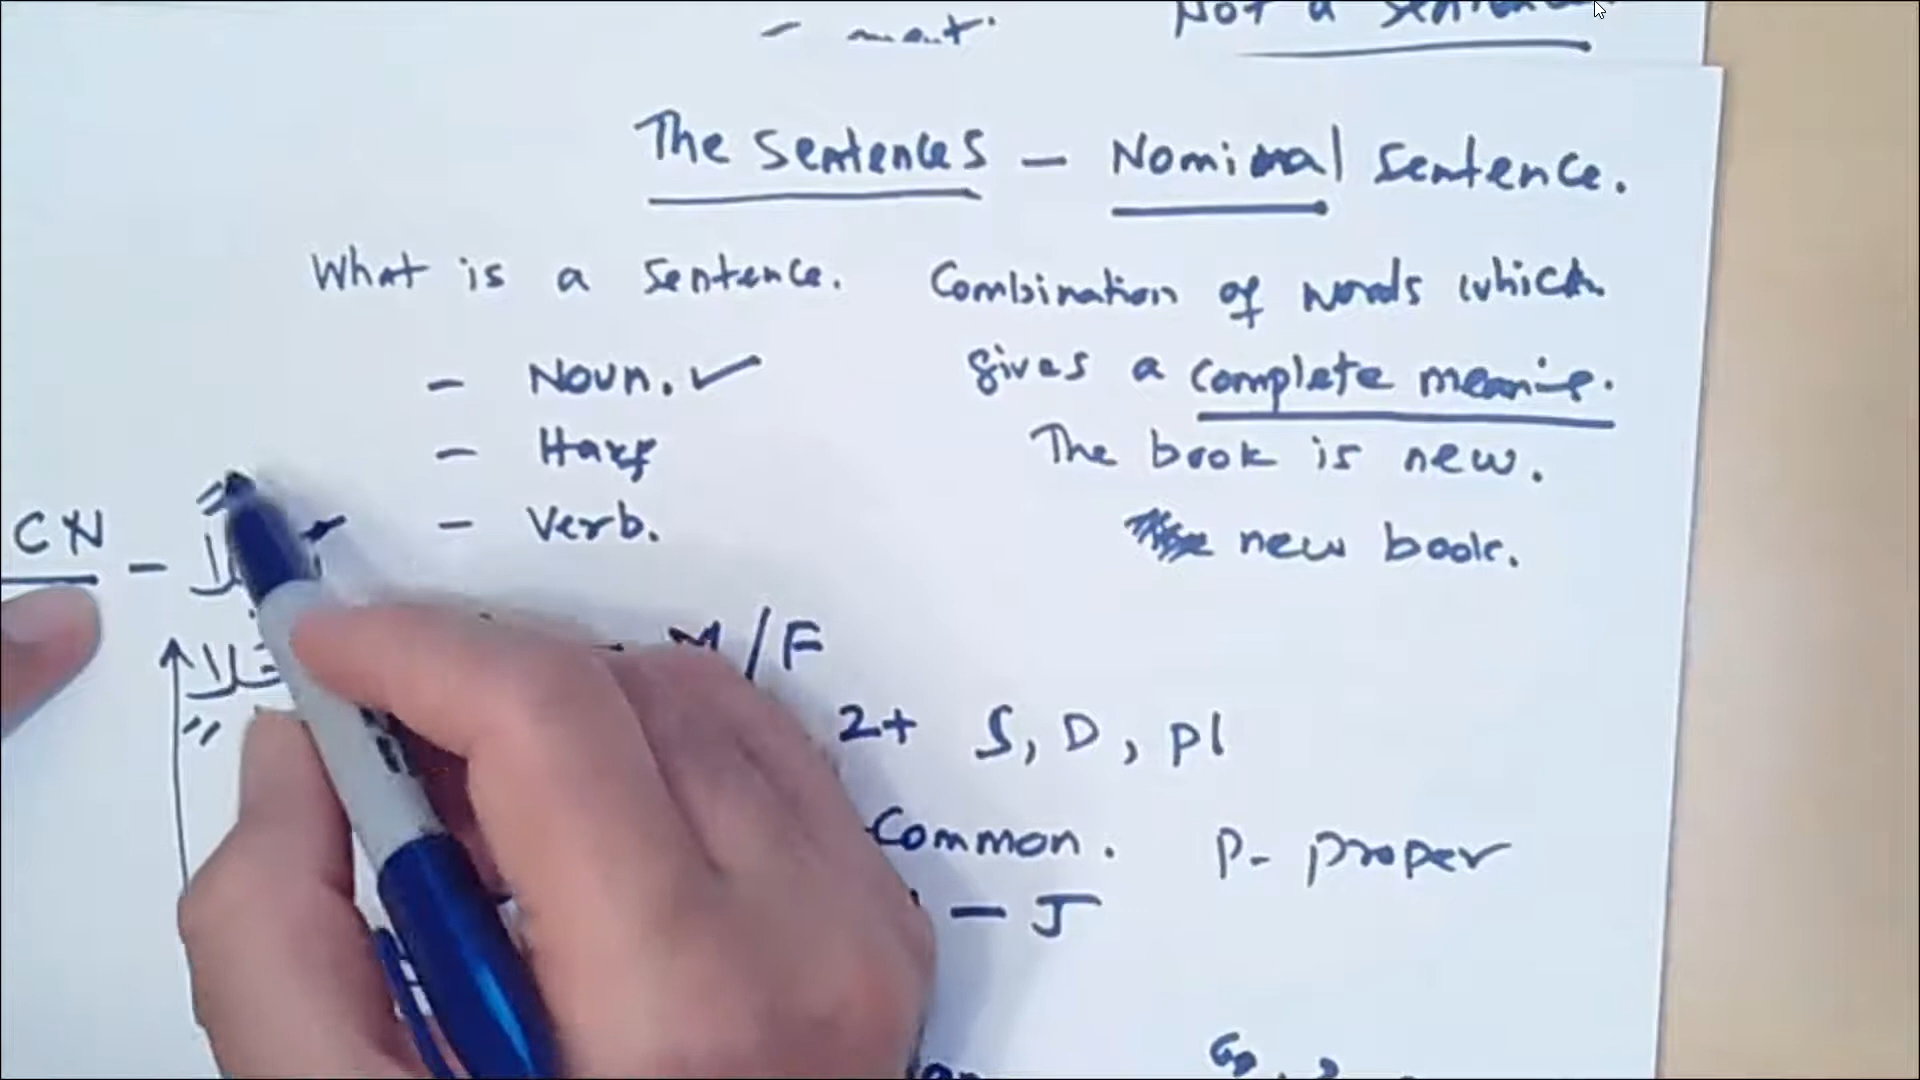 Not a sentence
The Sentences - Nominal Sentence.
What is a sentence. Combination of words which
gives a complete meaning.
- Noun. ✓
- Harf
- Verb.
The book is new.
new book.
CN -
M/F
2+ S, D, pl
Common. P- proper
- J